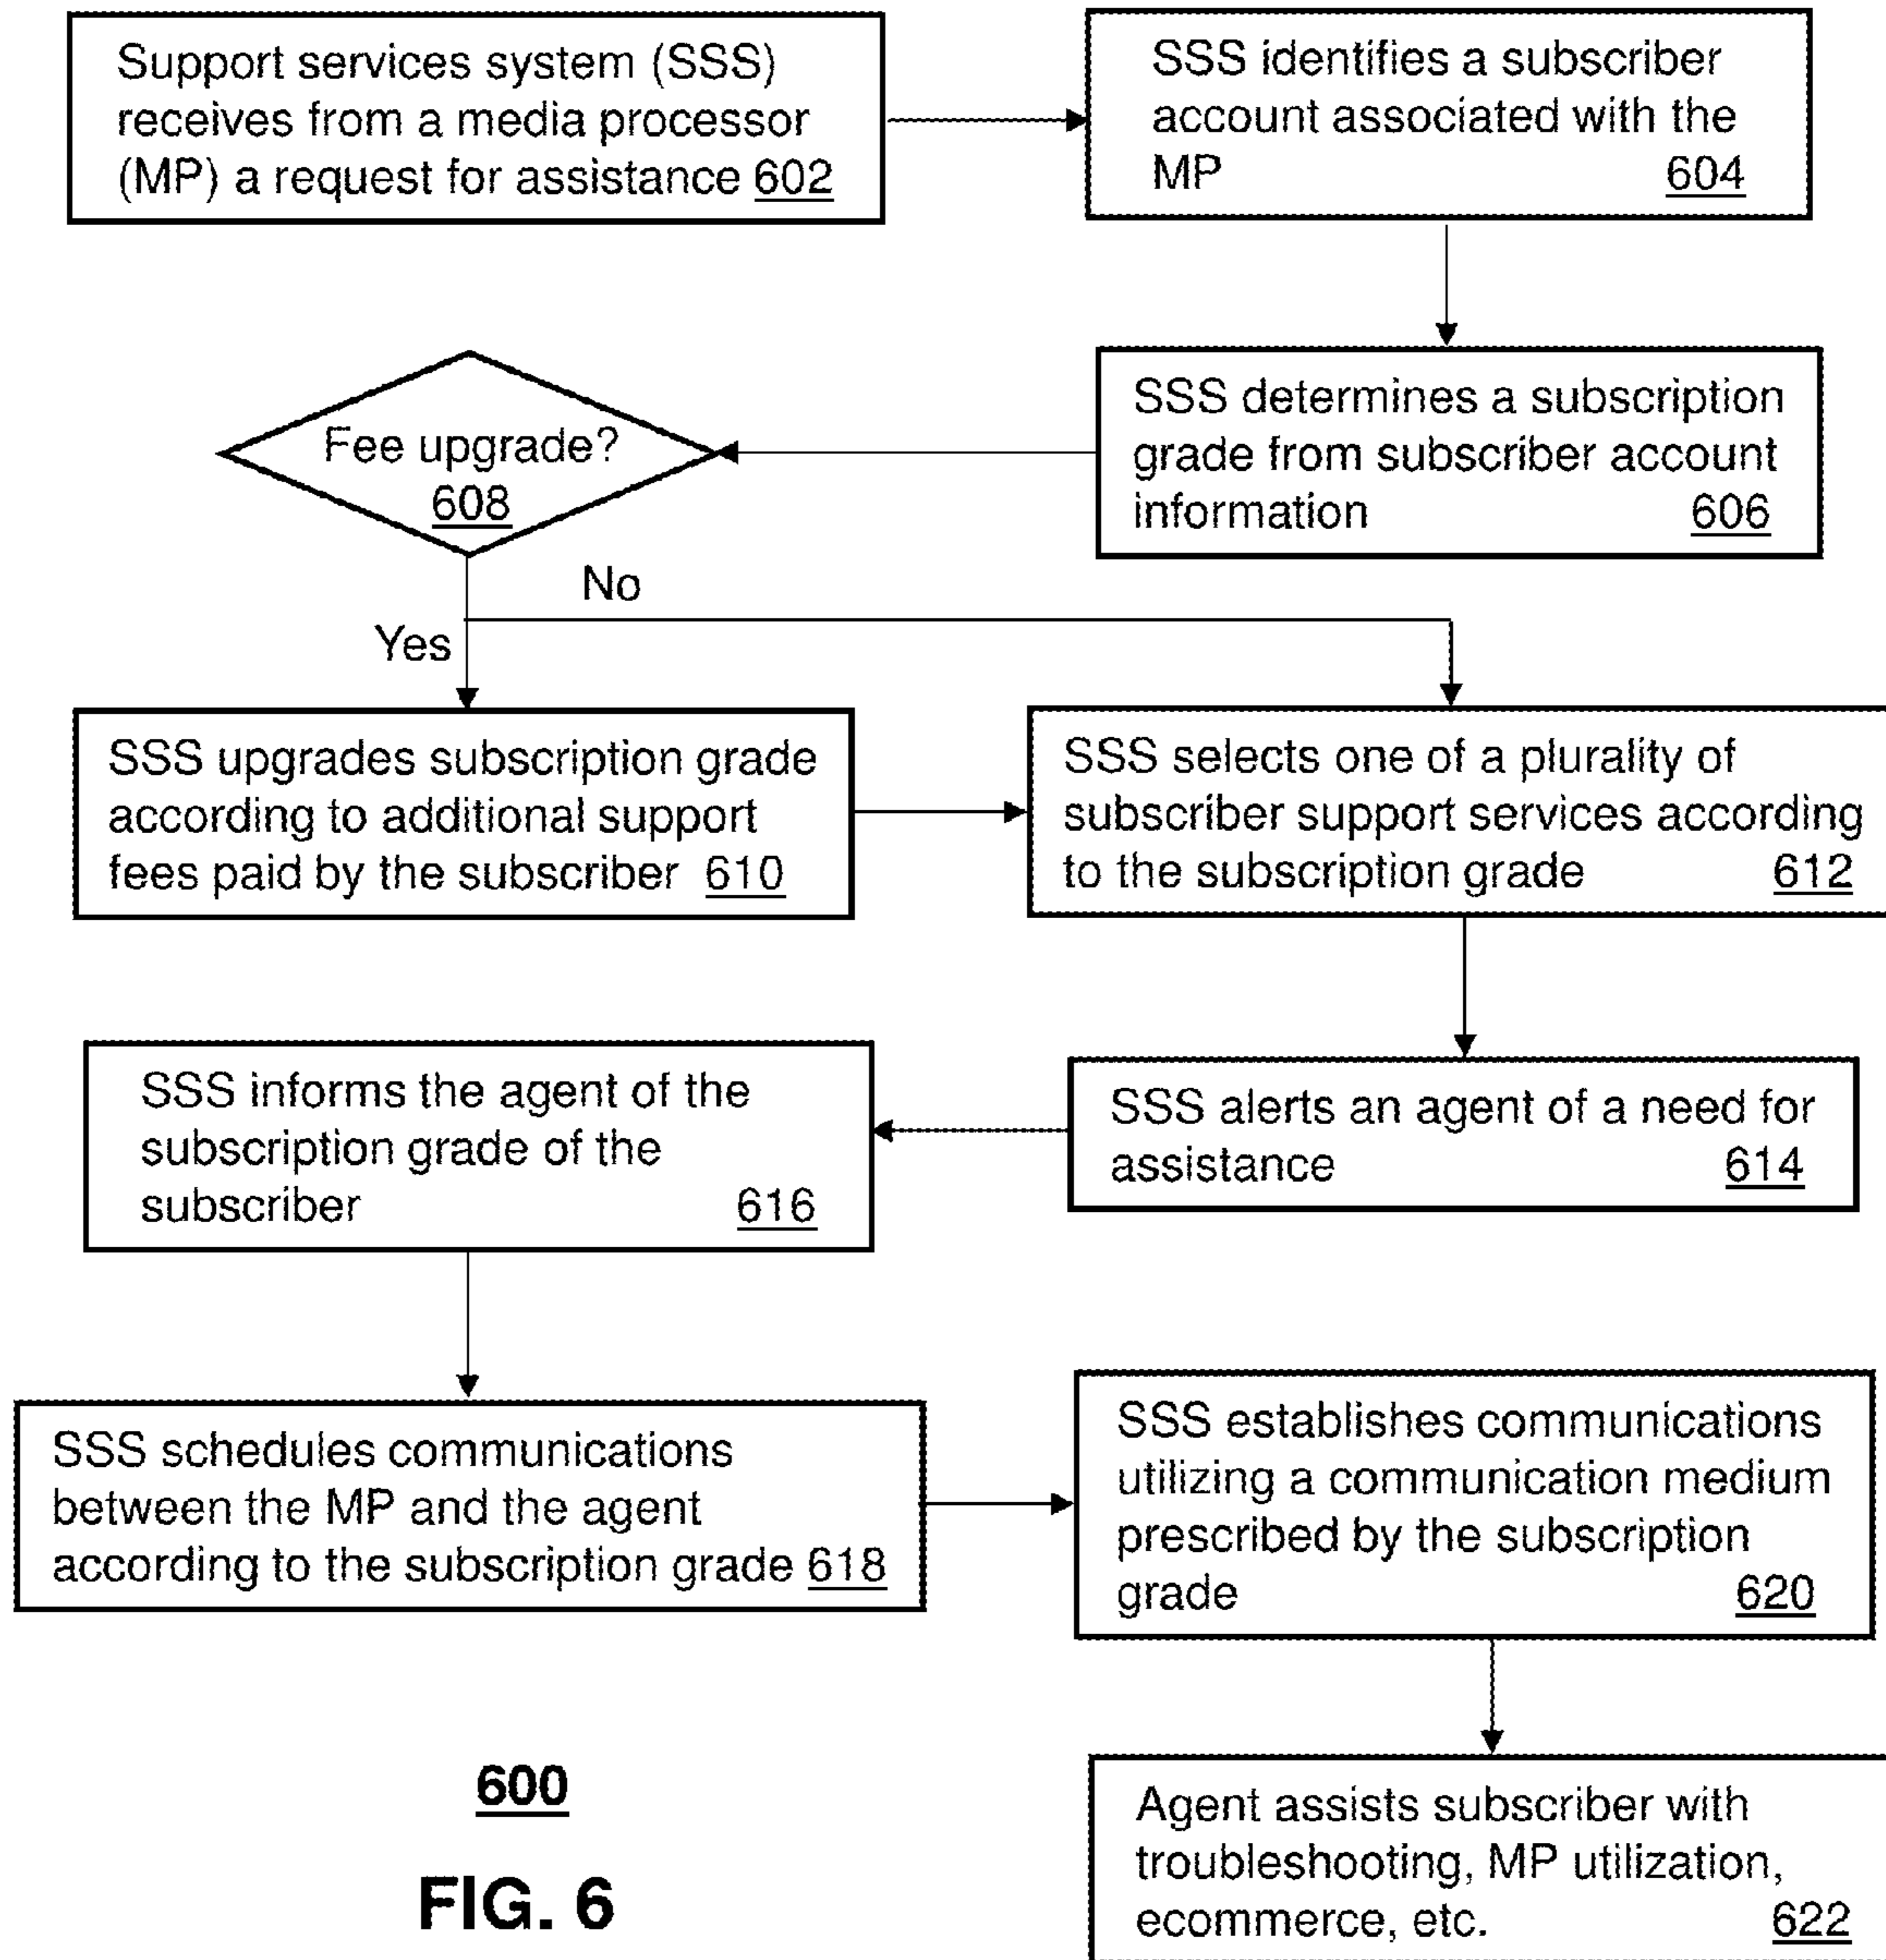 Support services system (SSS)
receives from a media processor
(MP) a request for assistance 602
SSS identifies a subscriber
account associated with the
MP 604
SSS determines a subscription
grade from subscriber account
information 606
Fee upgrade?
608
No
Yes
SSS upgrades subscription grade
according to additional support
fees paid by the subscriber 610
SSS selects one of a plurality of
subscriber support services according
to the subscription grade 612
SSS alerts an agent of a need for
assistance 614
SSS informs the agent of the
subscription grade of the
subscriber 616
SSS schedules communications
between the MP and the agent
according to the subscription grade 618
SSS establishes communications
utilizing a communication medium
prescribed by the subscription
grade 620
Agent assists subscriber with
troubleshooting, MP utilization,
ecommerce, etc. 622
600
FIG. 6